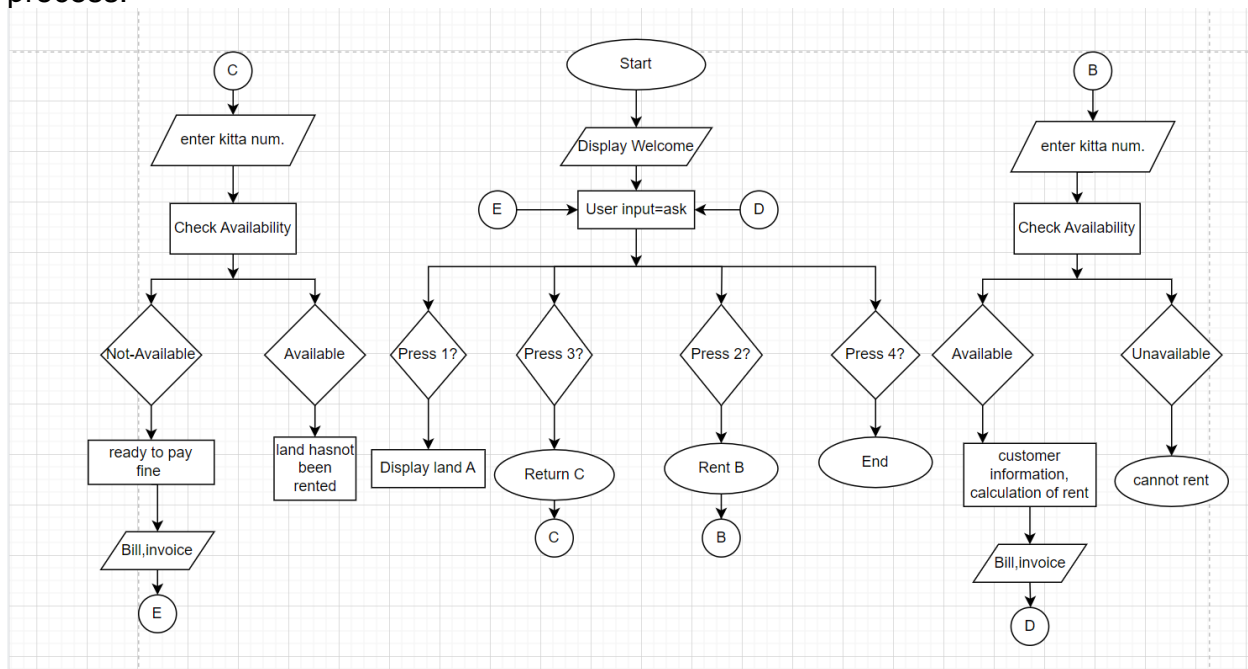 process.
C
Start
B
enter kitta num.
Display Welcome
enter kitta num.
E
User input=ask
D
Check Availability
Check Availability
Not-Available
Available
Press 1?
Press 3?
Press 2?
Press 4?
Available
Unavailable
ready to pay
fine
land hasnot
been
rented
Display land A
Return C
Rent B
End
customer
information,
calculation of rent
cannot rent
Bill,invoice
C
B
Bill,invoice
E
D